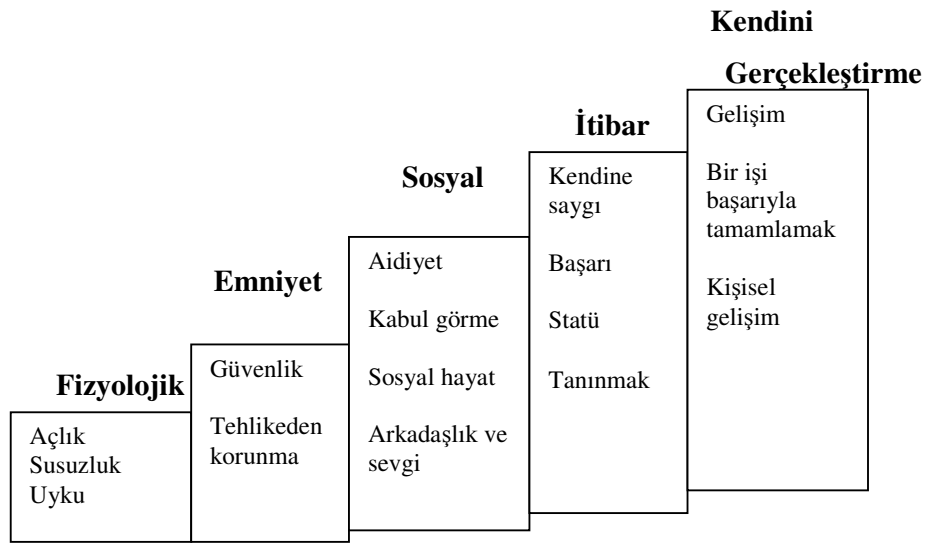 Fizyolojik
Açlık
Susuzluk
Uyku
Emniyet
Güvenlik
Tehlikeden
korunma
Sosyal
Aidiyet
Kabul görme
Sosyal hayat
Arkadaşlık ve
sevgi
İtibar
Kendine
saygı
Başarı
Statü
Tanınmak
Kendini
Gerçekleştirme
Gelişim
Bir işi
başarıyla
tamamlamak
Kişisel
gelişim